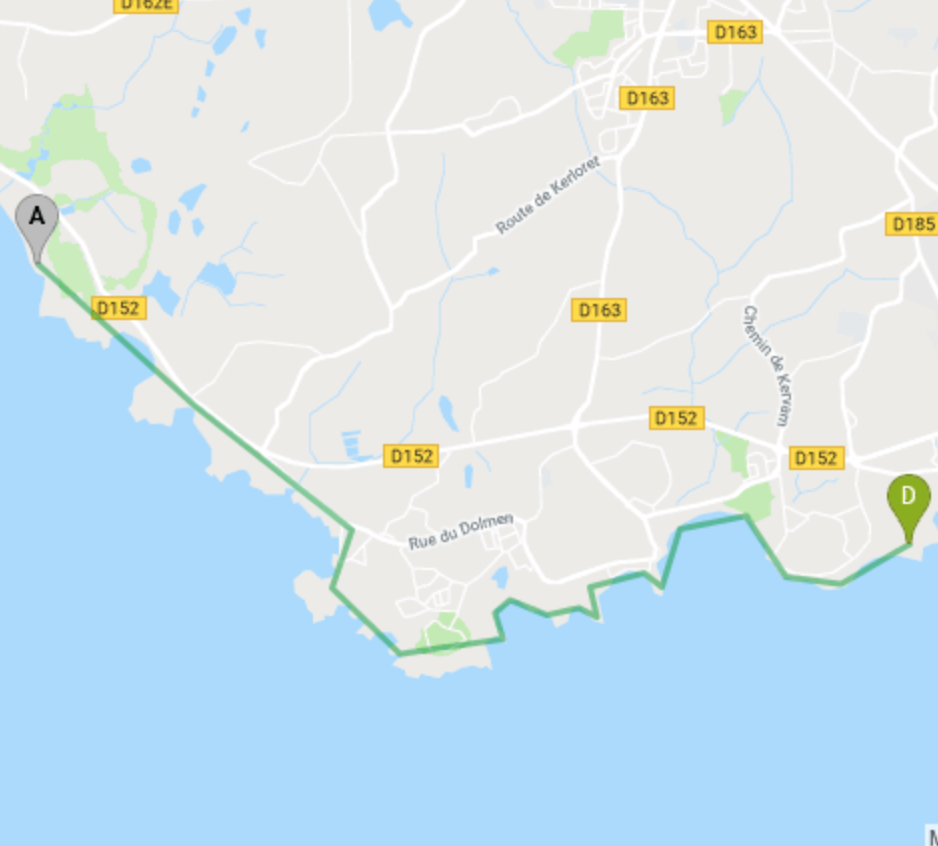 D162E
D163
D163
Route de Kerloret
A
D185
D152
D163
Chemin de Kervam
D152
D152
D152
D
Rue du Dolmen
M